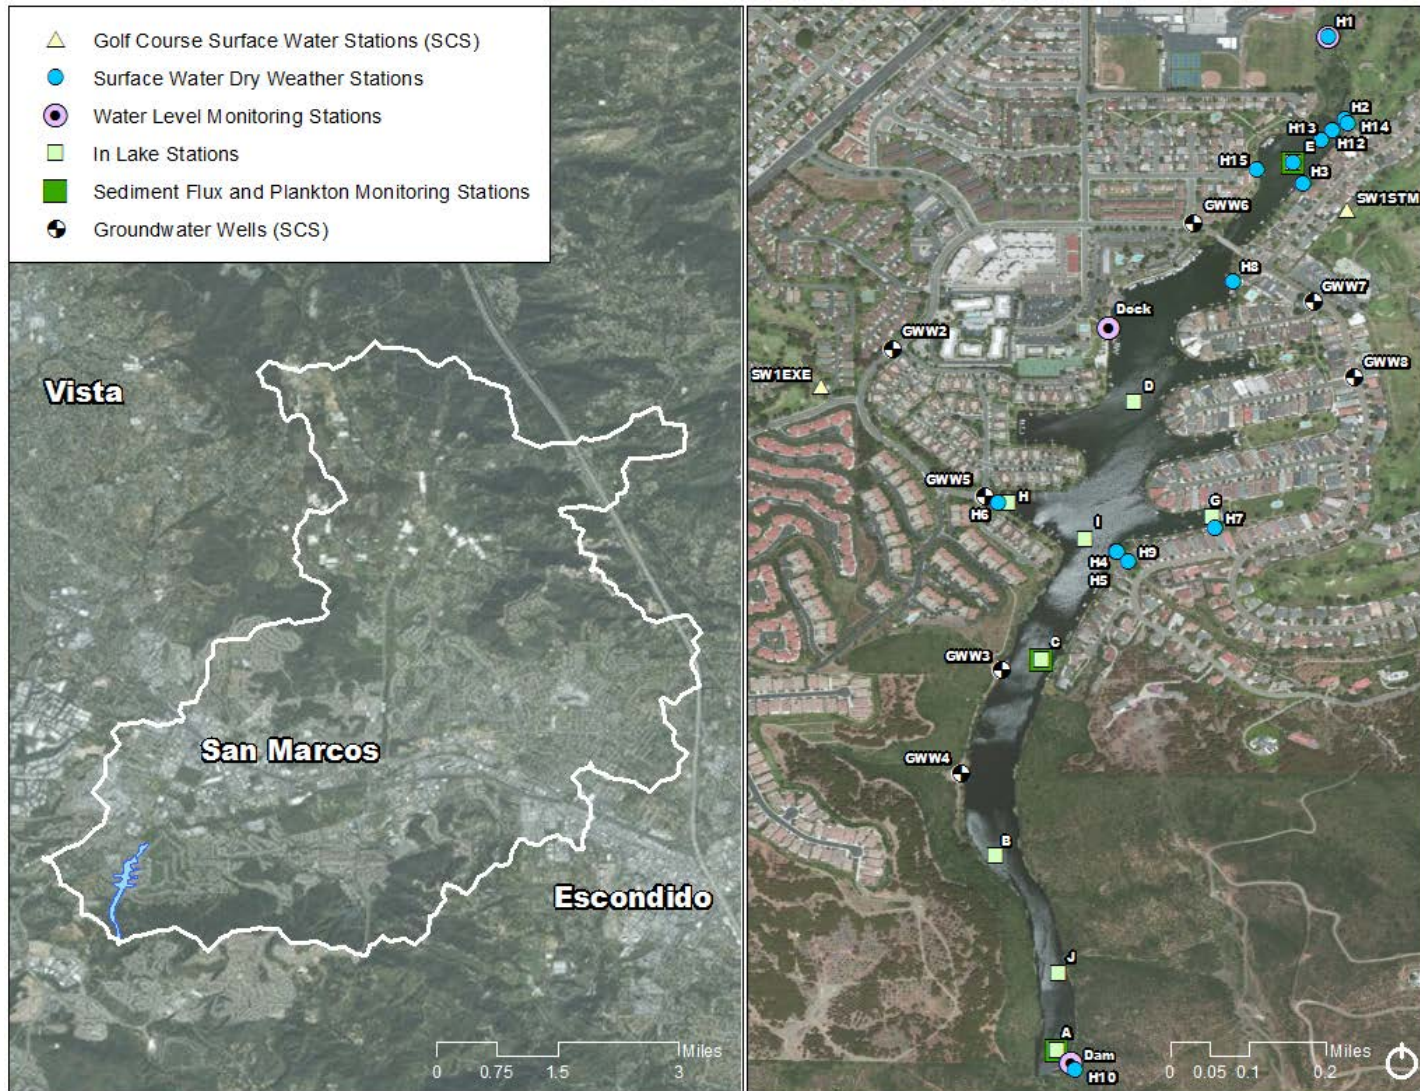 Golf Course Surface Water Stations (SCS)
Surface Water Dry Weather Stations
Water Level Monitoring Stations
In Lake Stations
Sediment Flux and Plankton Monitoring Stations
Groundwater Wells (SCS)
Vista
San Marcos
Escondido
Miles
0 0.75 1.5 3
H1
H2
H13 H14
E H12
H15
H3
SW1STM
GWW6
H8
GWW7
Dock
GWW2
GWW8
SW1EXE
D
GWW5
H
G
H6
H7
I
H4 H9
H5
C
GWW3
GWW4
B
J
A
Dam
H10
Miles
0 0.05 0.1 0.2